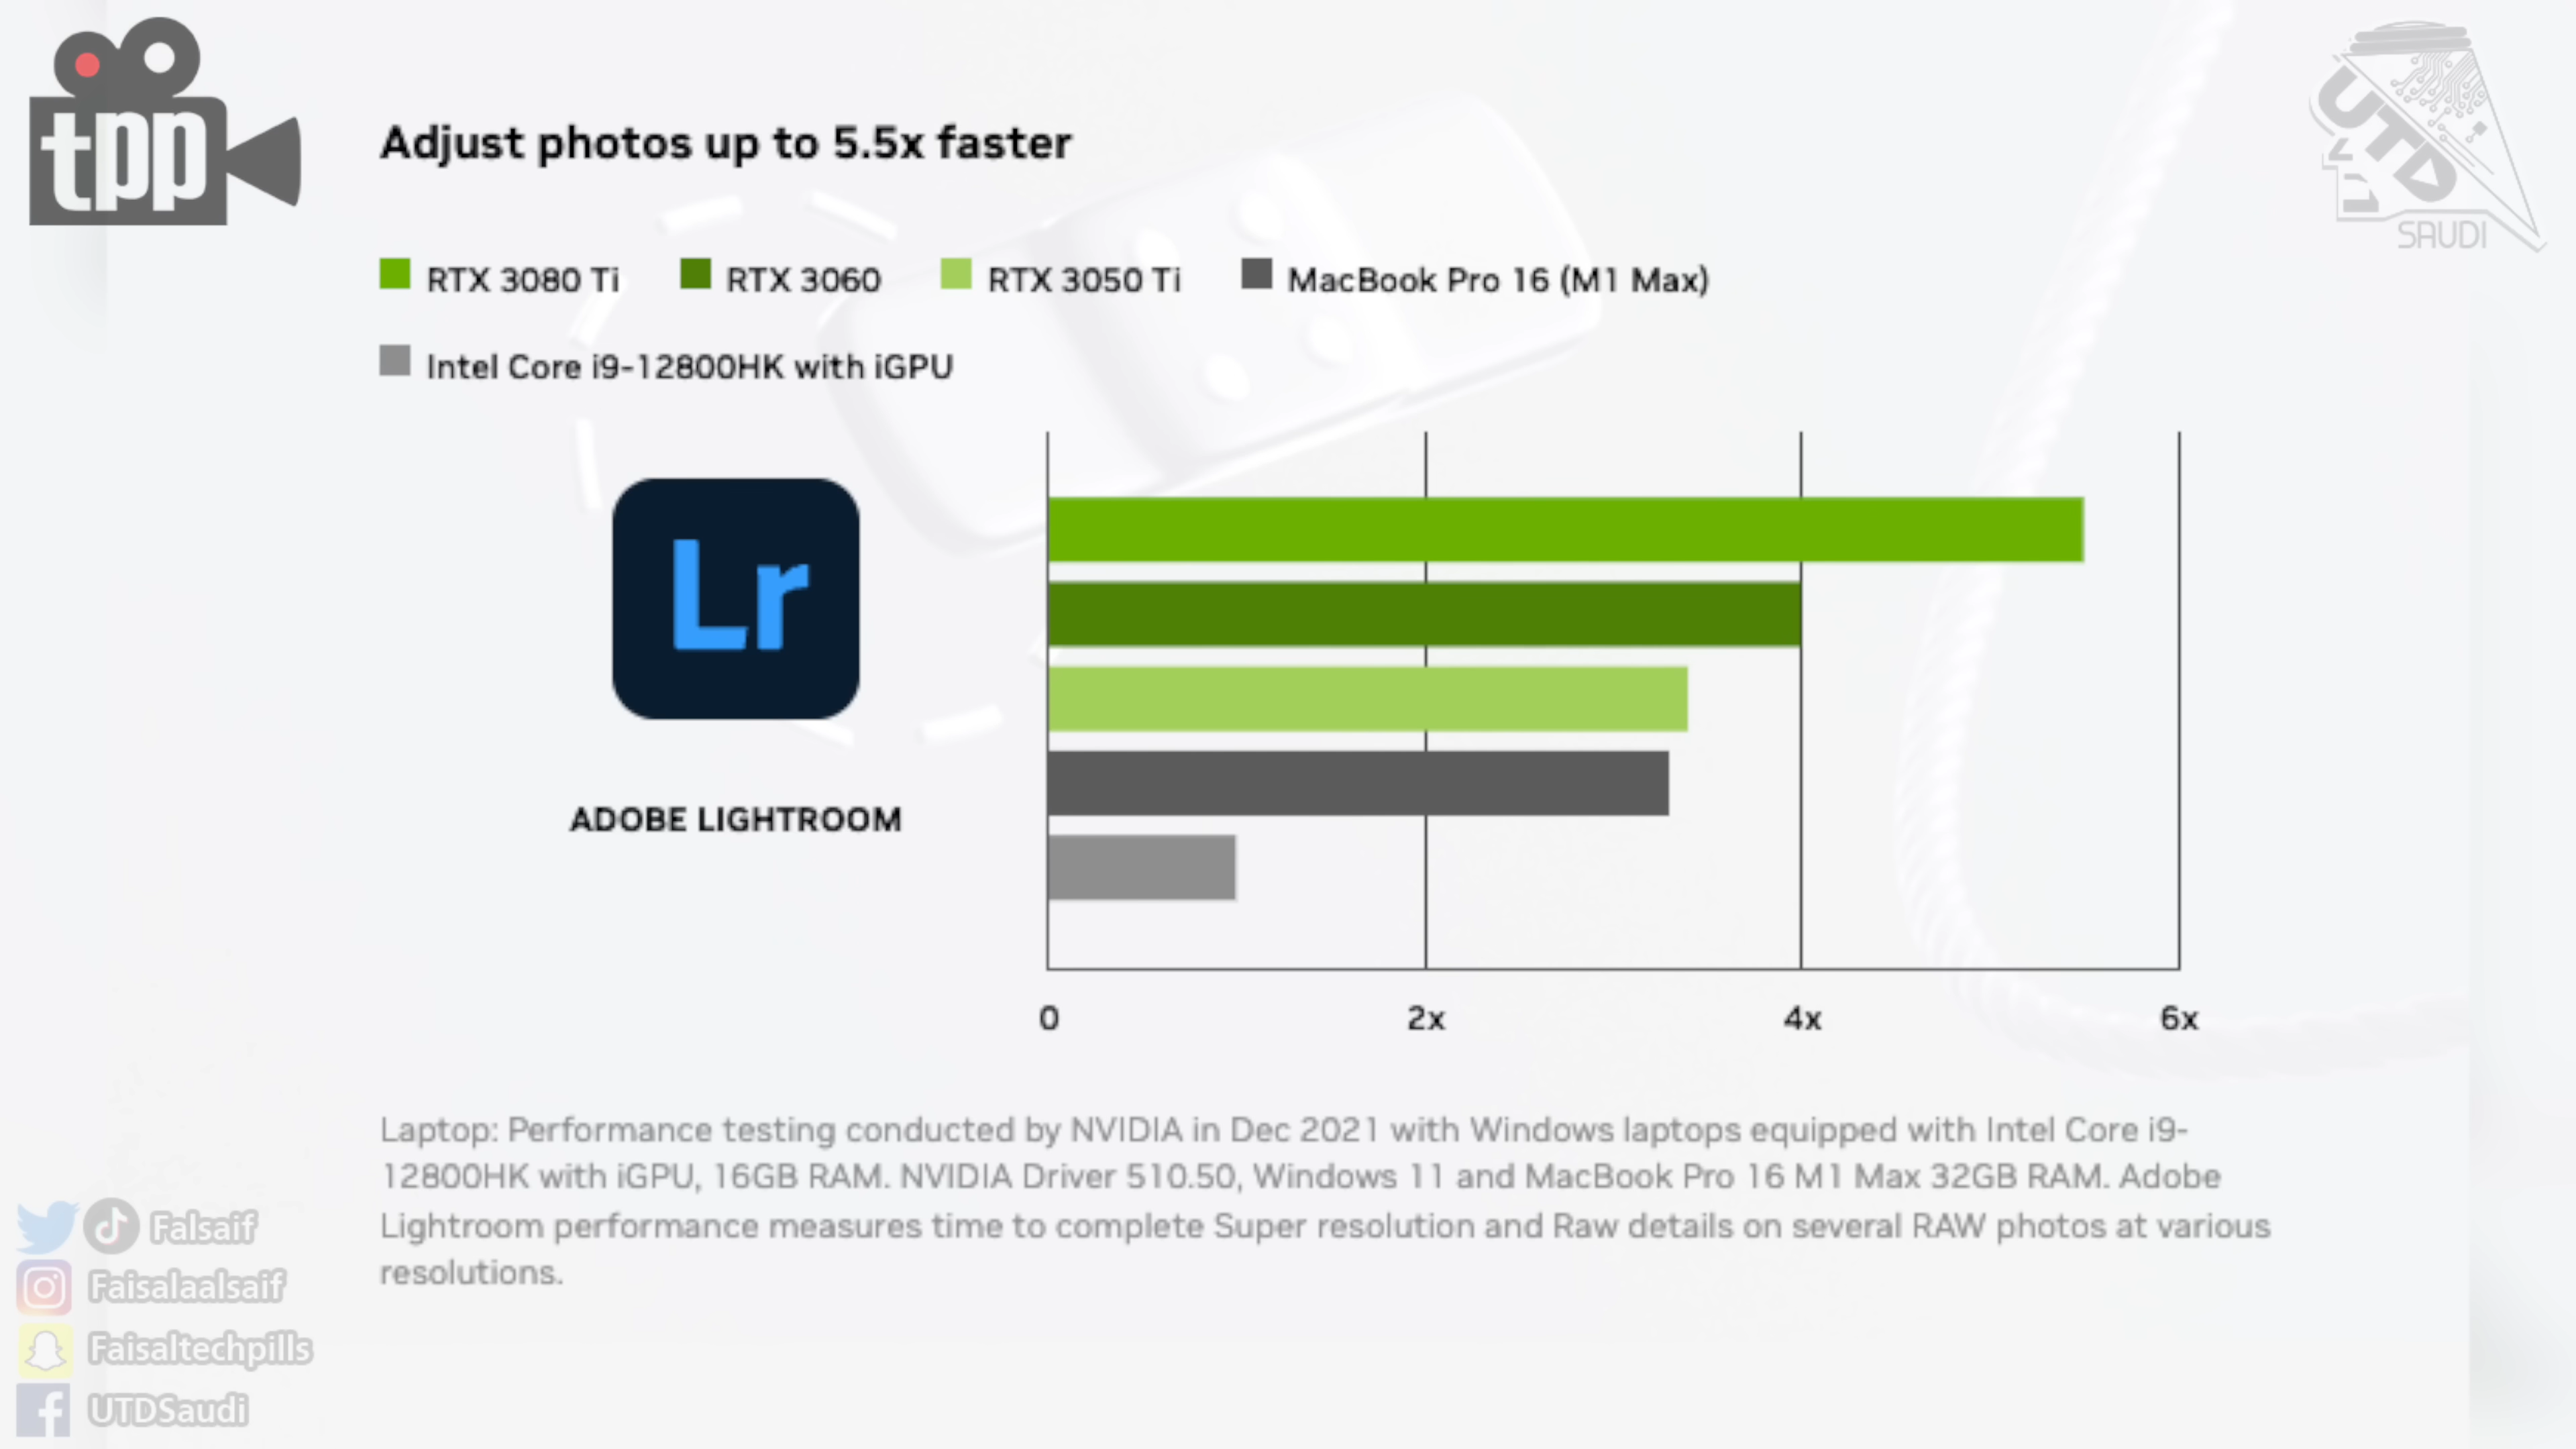 tpp
UTD
SAUDI
Adjust photos up to 5.5x faster
RTX 3080 Ti
RTX 3060
RTX 3050 Ti
MacBook Pro 16 (M1 Max)
Intel Core i9-12800HK with iGPU
Lr
ADOBE LIGHTROOM
0
2x
4x
6x
Laptop: Performance testing conducted by NVIDIA in Dec 2021 with Windows laptops equipped with Intel Core i9-
12800HK with iGPU, 16GB RAM. NVIDIA Driver 510.50, Windows 11 and MacBook Pro 16 M1 Max 32GB RAM. Adobe
Lightroom performance measures time to complete Super resolution and Raw details on several RAW photos at various
resolutions.
Falsaif
Faisalaalsaif
Faisaltechpills
UTDSaudi